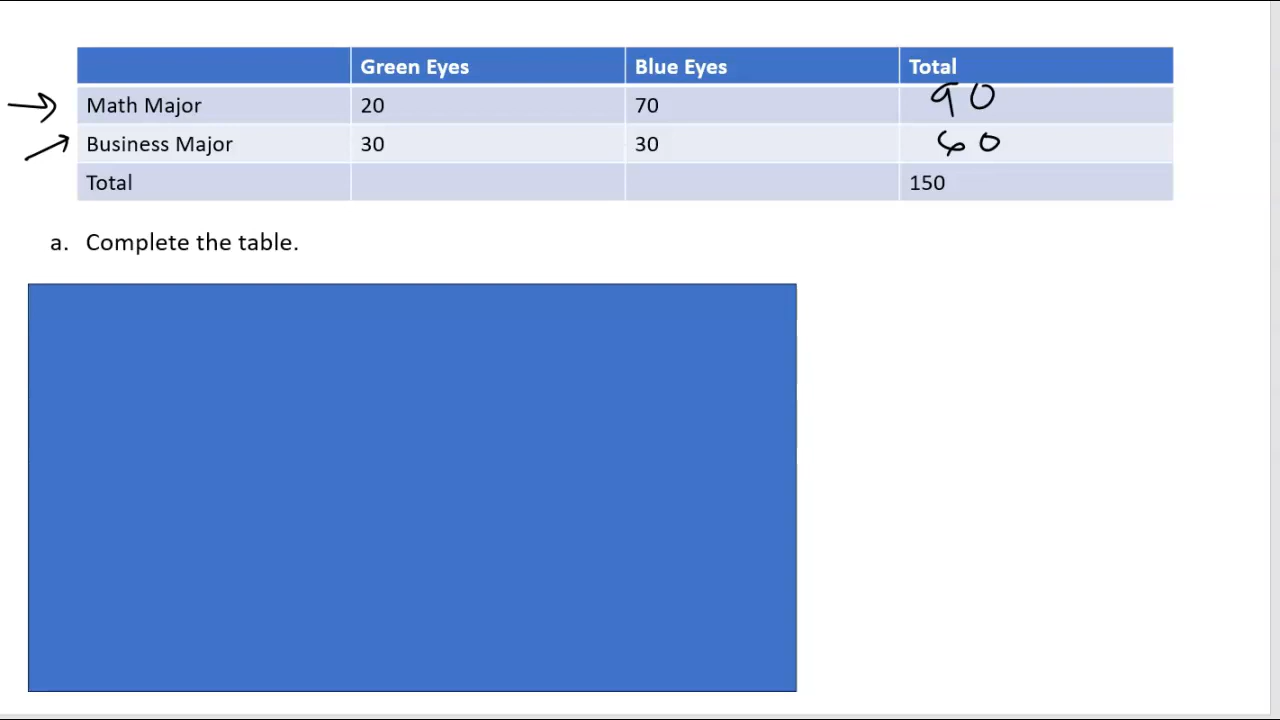 Green Eyes Blue Eyes Total
Math Major 20 70 90
Business Major 30 30 60
Total 150
a. Complete the table.